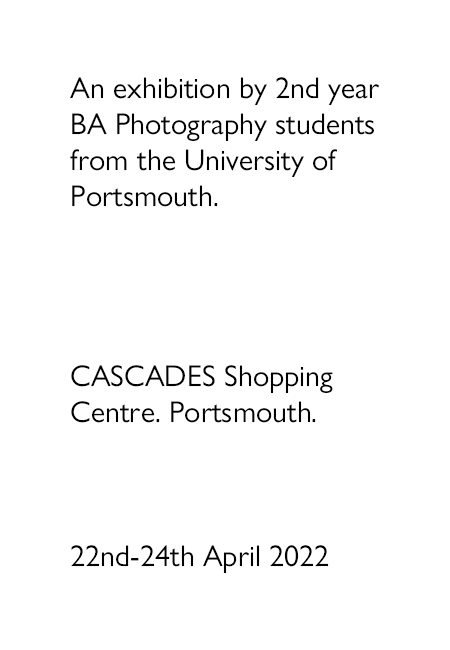 An exhibition by 2nd year
BA Photography students
from the University of
Portsmouth.
CASCADES Shopping
Centre. Portsmouth.
22nd-24th April 2022